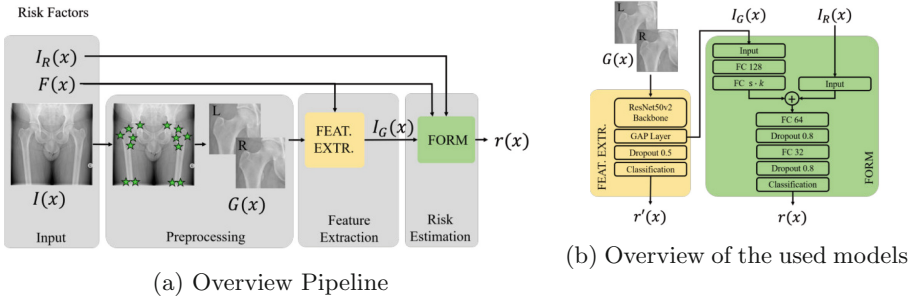 Risk Factors
I_R(x)
F(x)
I(x)
Input
L
R
G(x)
Preprocessing
FEAT.
EXTR.
Feature
Extraction
I_G(x)
FORM
Risk
Estimation
r(x)
(a) Overview Pipeline
L
R
G(x)
FEAT. EXTR.
ResNet50v2
Backbone
GAP Layer
Dropout 0.5
Classification
r'(x)
I_G(x)
I_R(x)
Input
FC 128
FC s · k
Input
+
FC 64
Dropout 0.8
FC 32
Dropout 0.8
Classification
FORM
r(x)
(b) Overview of the used models